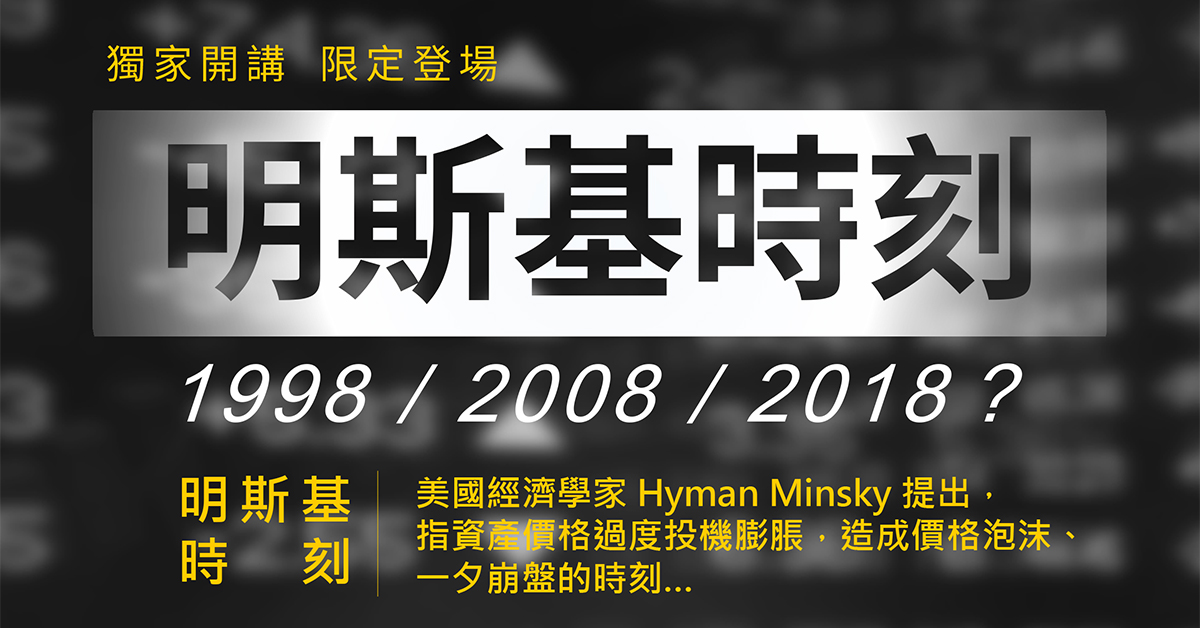 獨家開講 限定登場
明斯基時刻
1998 / 2008 / 2018 ?
明斯基
時刻
美國經濟學家 Hyman Minsky 提出，
指資產價格過度投機膨脹，造成價格泡沫、
一夕崩盤的時刻...